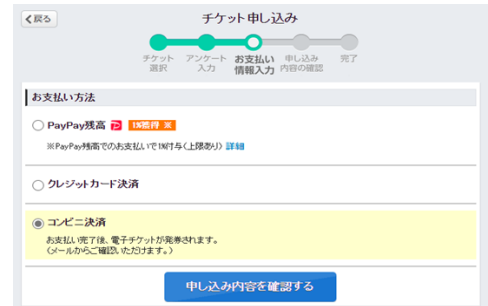 戻る
チケット申し込み
チケット
選択
アンケート
入力
お支払い
情報入力
申し込み
内容の確認
完了
お支払い方法
PayPay残高 P 1%獲得 ※
※PayPay残高でのお支払いで1%付与(上限あり) 詳細
クレジットカード決済
コンビニ決済
お支払い完了後、電子チケットが発券されます。
(メールからご確認いただけます。)
申し込み内容を確認する